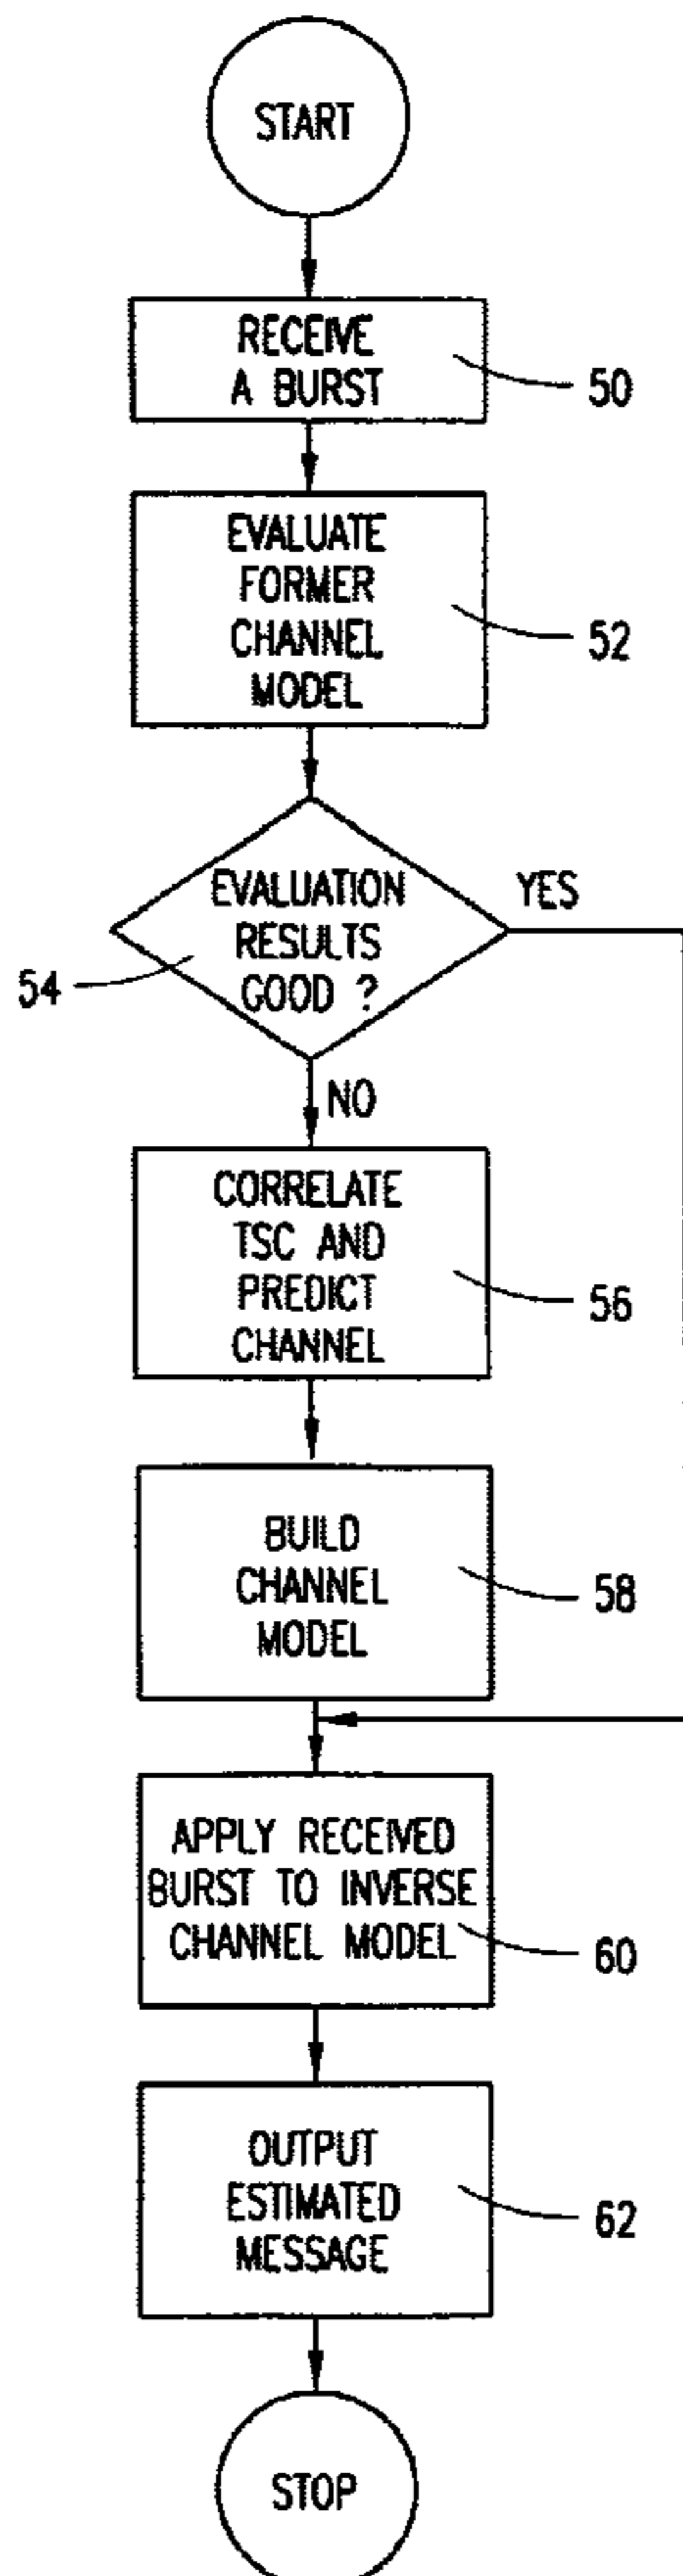 START
RECEIVE
A BURST
50
EVALUATE
FORMER
CHANNEL
MODEL
52
EVALUATION
RESULTS
GOOD ?
YES
54
NO
CORRELATE
TSC AND
PREDICT
CHANNEL
56
BUILD
CHANNEL
MODEL
58
APPLY RECEIVED
BURST TO INVERSE
CHANNEL MODEL
60
OUTPUT
ESTIMATED
MESSAGE
62
STOP